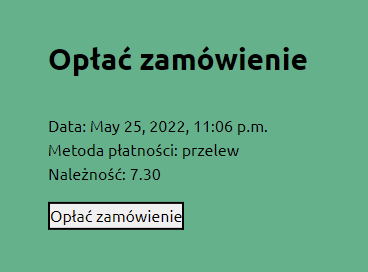 Opłać zamówienie
Data: May 25, 2022, 11:06 p.m.
Metoda płatności: przelew
Należność: 7.30
Opłać zamówienie